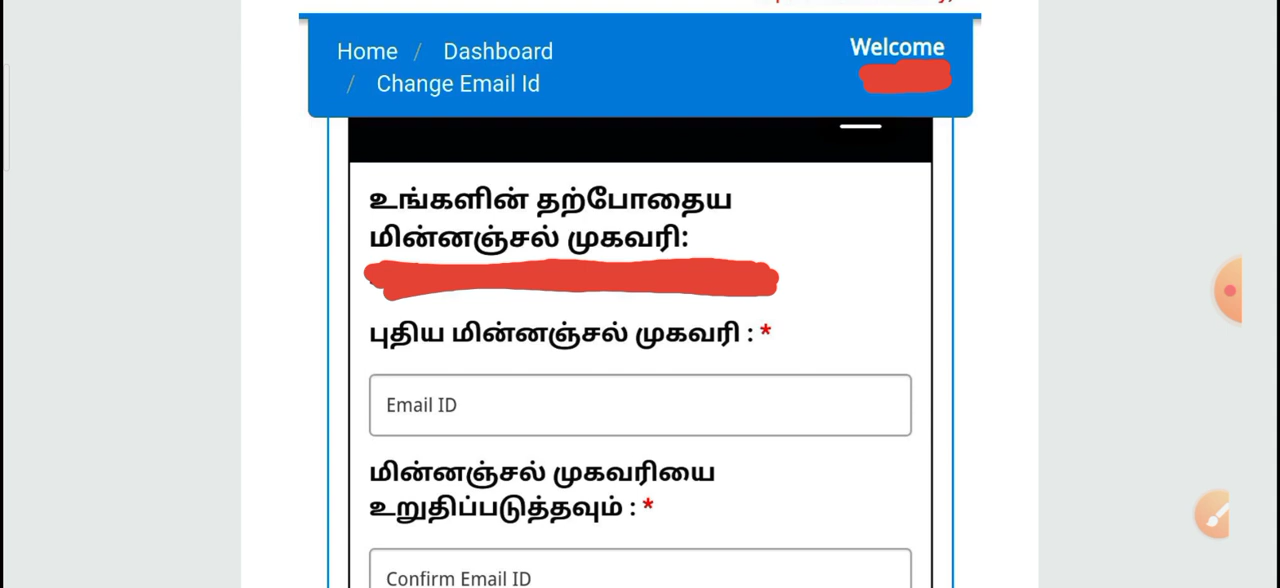 Home / Dashboard
/ Change Email Id
Welcome
உங்களின் தற்போதைய
மின்னஞ்சல் முகவரி:
புதிய மின்னஞ்சல் முகவரி : *
Email ID
மின்னஞ்சல் முகவரியை
உறுதிப்படுத்தவும் : *
Confirm Email ID